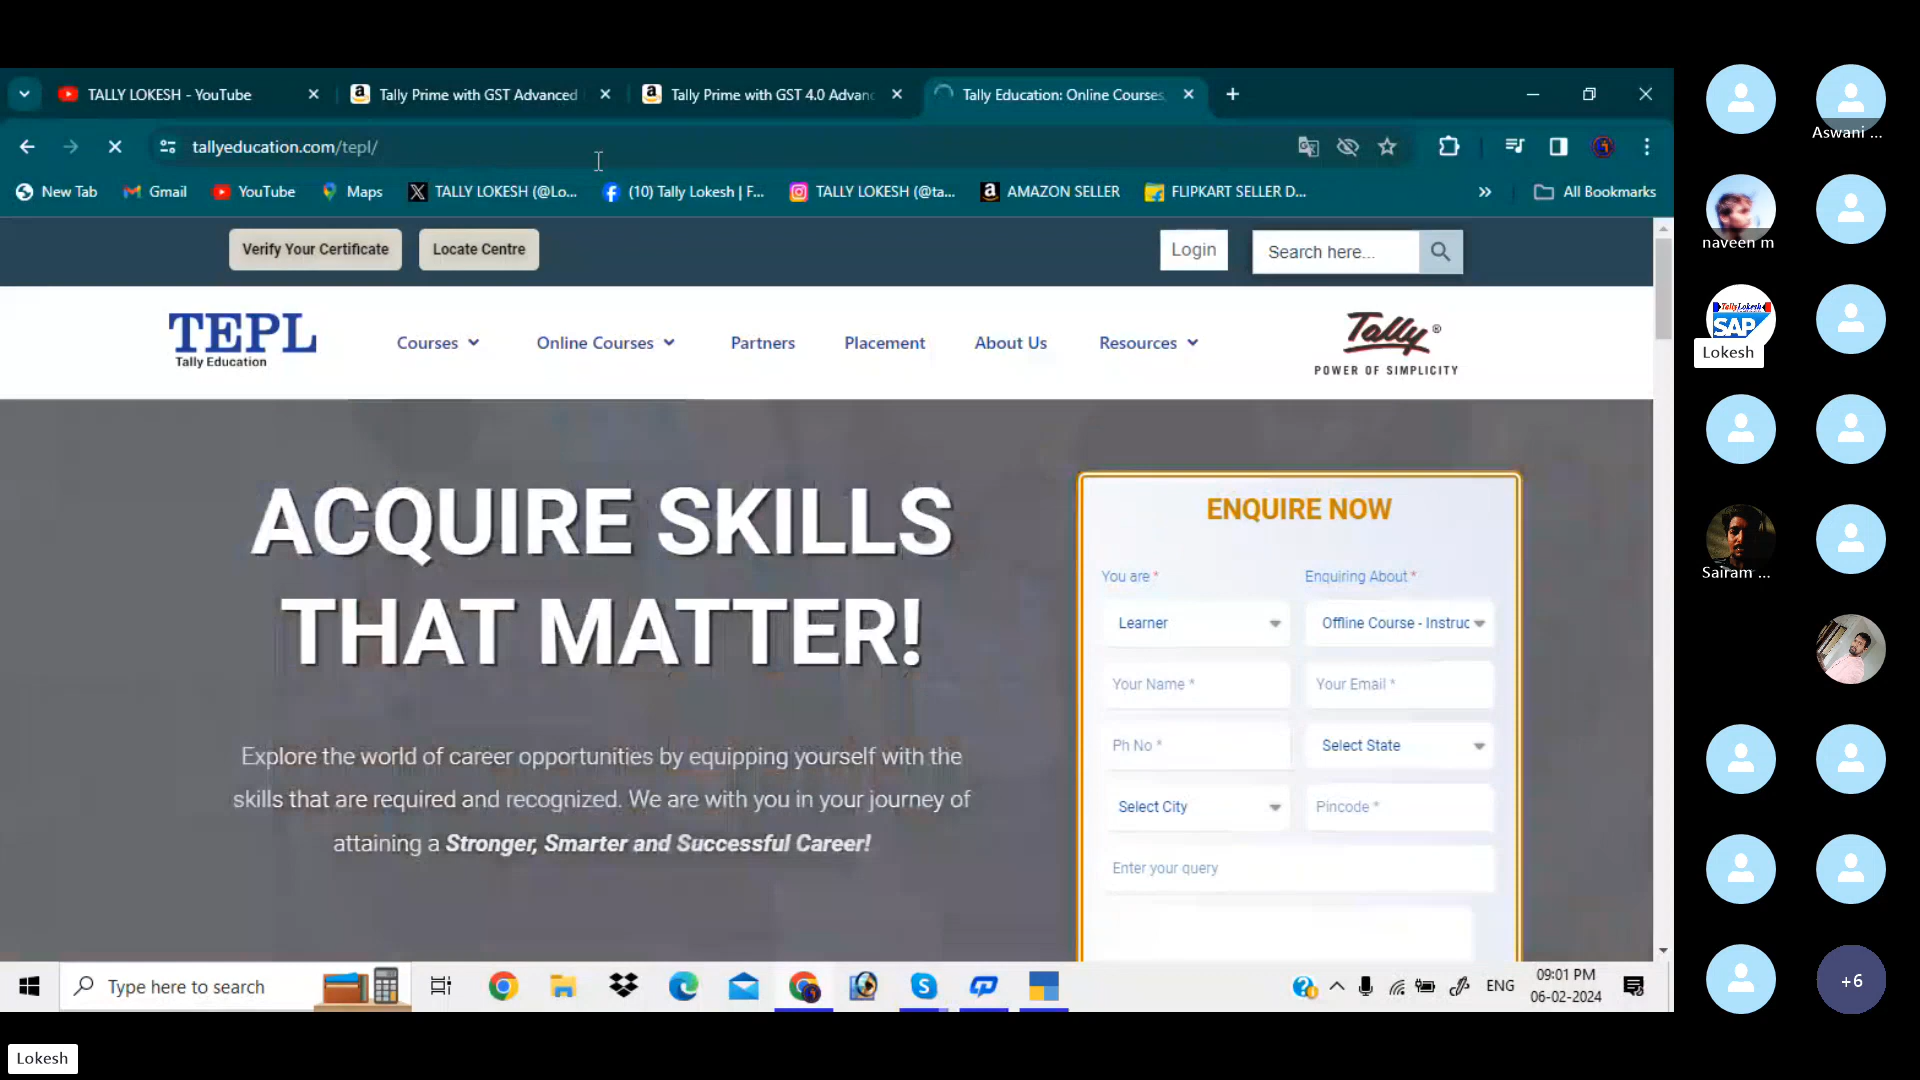 TALLY LOKESH - YouTube
Tally Prime with GST Advanced
Tally Prime with GST 4.0 Advanc
Tally Education: Online Courses,
tallyeducation.com/tepl/
New Tab
Gmail
YouTube
Maps
TALLY LOKESH (@Lo...
(10) Tally Lokesh | F...
TALLY LOKESH (@ta...
AMAZON SELLER
FLIPKART SELLER D...
»
All Bookmarks
Verify Your Certificate
Locate Centre
Login
Search here...
TEPL
Tally Education
Courses
Online Courses
Partners
Placement
About Us
Resources
Tally®
POWER OF SIMPLICITY
ACQUIRE SKILLS
THAT MATTER!
Explore the world of career opportunities by equipping yourself with the
skills that are required and recognized. We are with you in your journey of
attaining a Stronger, Smarter and Successful Career!
ENQUIRE NOW
You are *
Enquiring About *
Learner
Offline Course - Instruc
Your Name *
Your Email *
Ph No *
Select State
Select City
Pincode *
Enter your query
Type here to search
ENG
09:01 PM
06-02-2024
Aswani ...
naveen m
Tally Lokesh
SAP
Lokesh
Sairam ...
+6
Lokesh